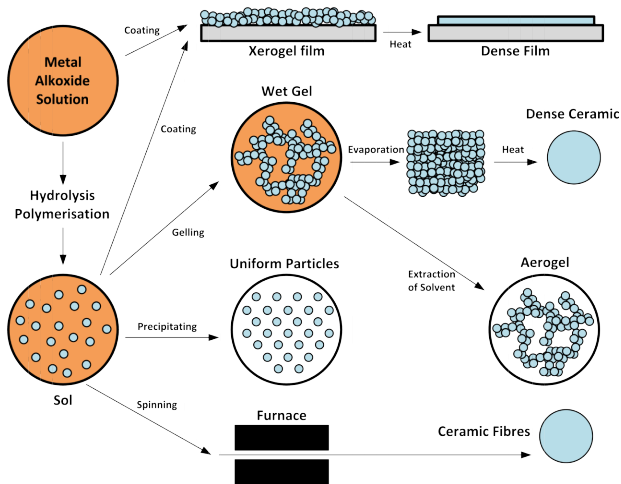 Coating
Xerogel film
Heat
Dense Film
Metal
Alkoxide
Solution
Wet Gel
Coating
Dense Ceramic
Evaporation
Heat
Hydrolysis
Polymerisation
Gelling
Uniform Particles
Extraction
of Solvent
Aerogel
Precipitating
Sol
Spinning
Furnace
Ceramic Fibres